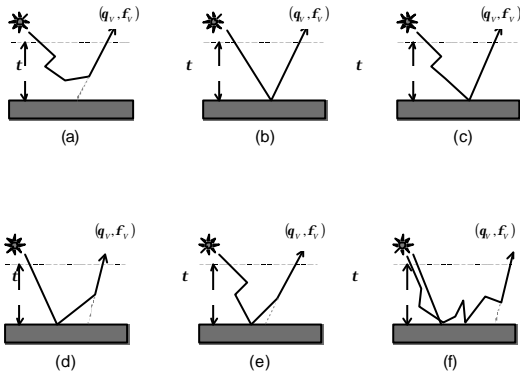 (q_v, f_v) (q_v, f_v) (q_v, f_v)
t t t
(a) (b) (c)
(q_v, f_v) (q_v, f_v) (q_v, f_v)
t t t
(d) (e) (f)